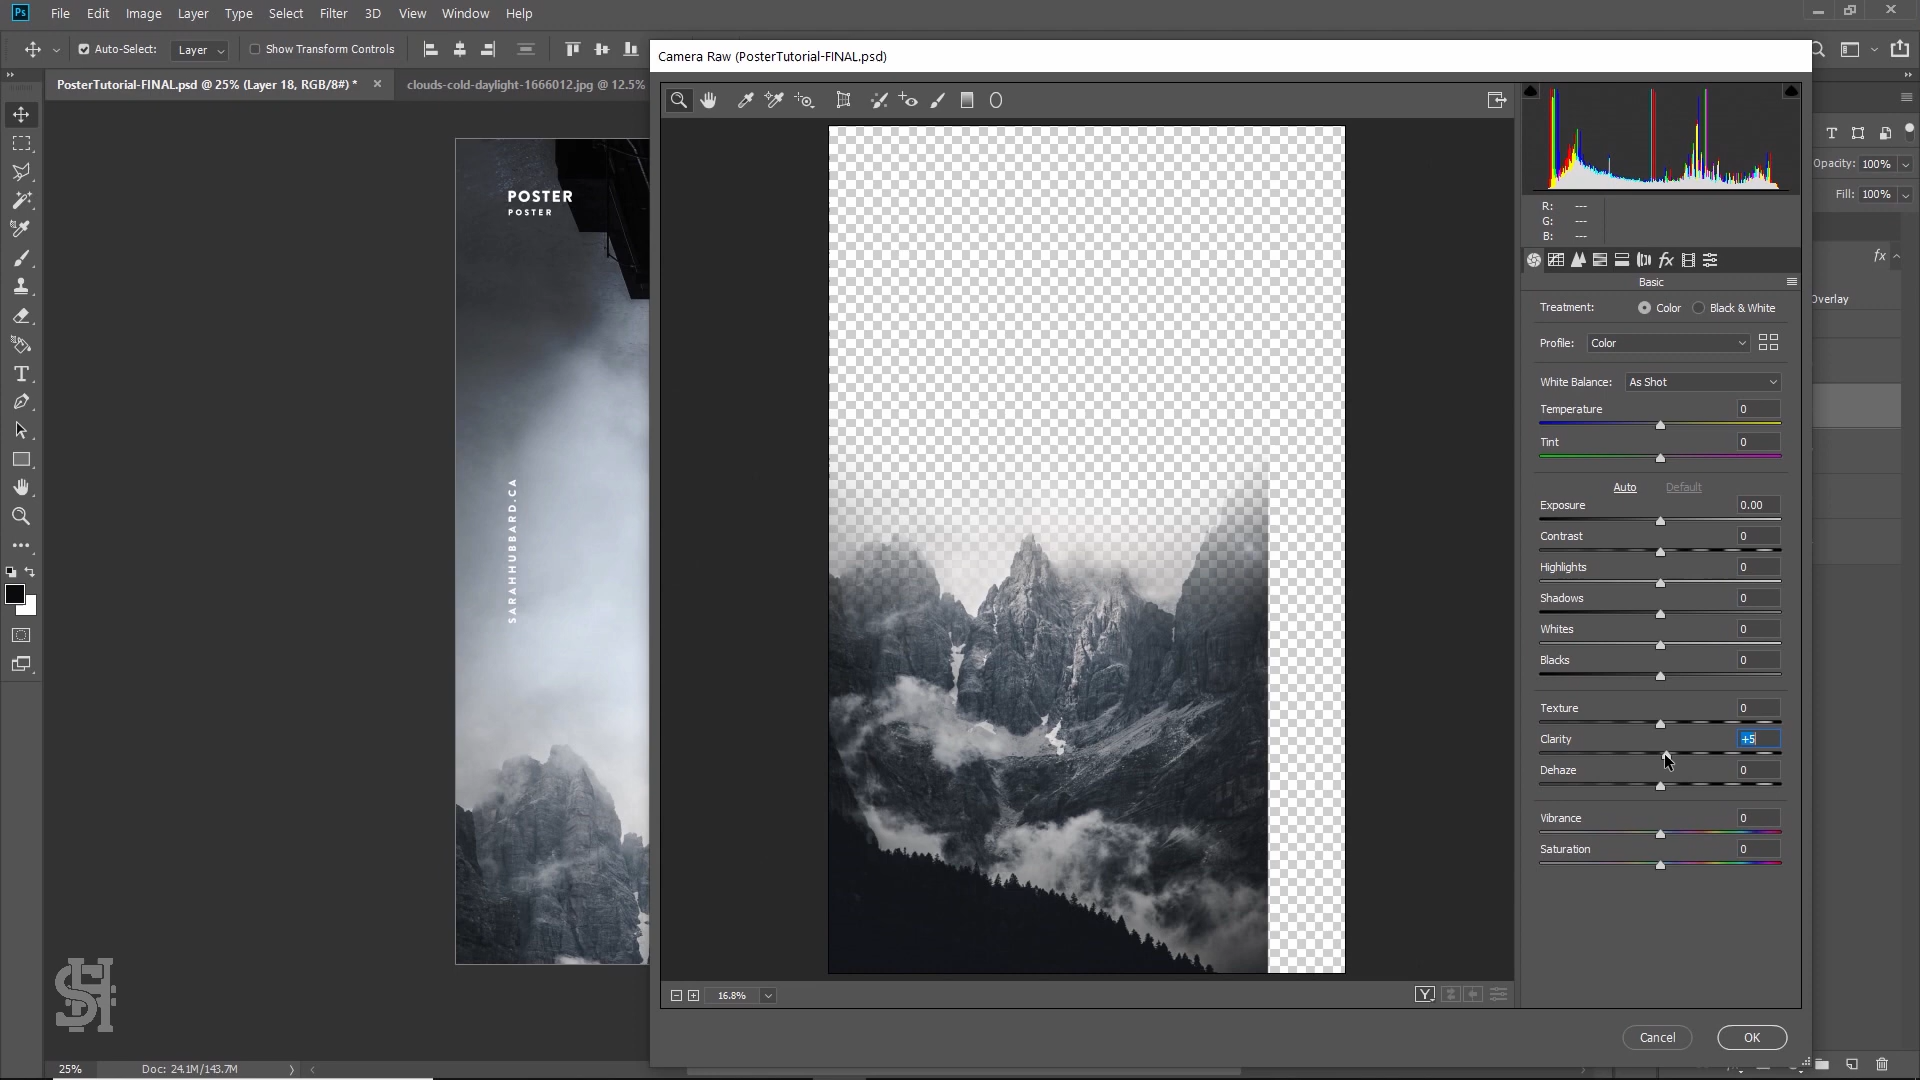 Ps File Edit Image Layer Type Select Filter 3D View Window Help
Auto-Select: Layer Show Transform Controls
Camera Raw (PosterTutorial-FINAL.psd)
PosterTutorial-FINAL.psd @ 25% (Layer 18, RGB/8#) *
clouds-cold-daylight-1666012.jpg @ 12.5%
POSTER
POSTER
SARAHHUBBARD.CA
R: ---
G: ---
B: ---
Opacity: 100%
Fill: 100%
fx
Overlay
fx
Basic
Treatment: Color Black & White
Profile: Color
White Balance: As Shot
Temperature 0
Tint 0
Auto Default
Exposure 0.00
Contrast 0
Highlights 0
Shadows 0
Whites 0
Blacks 0
Texture 0
Clarity +5
Dehaze 0
Vibrance 0
Saturation 0
16.8%
Y
Cancel OK
SH
25% Doc: 24.1M/143.7M